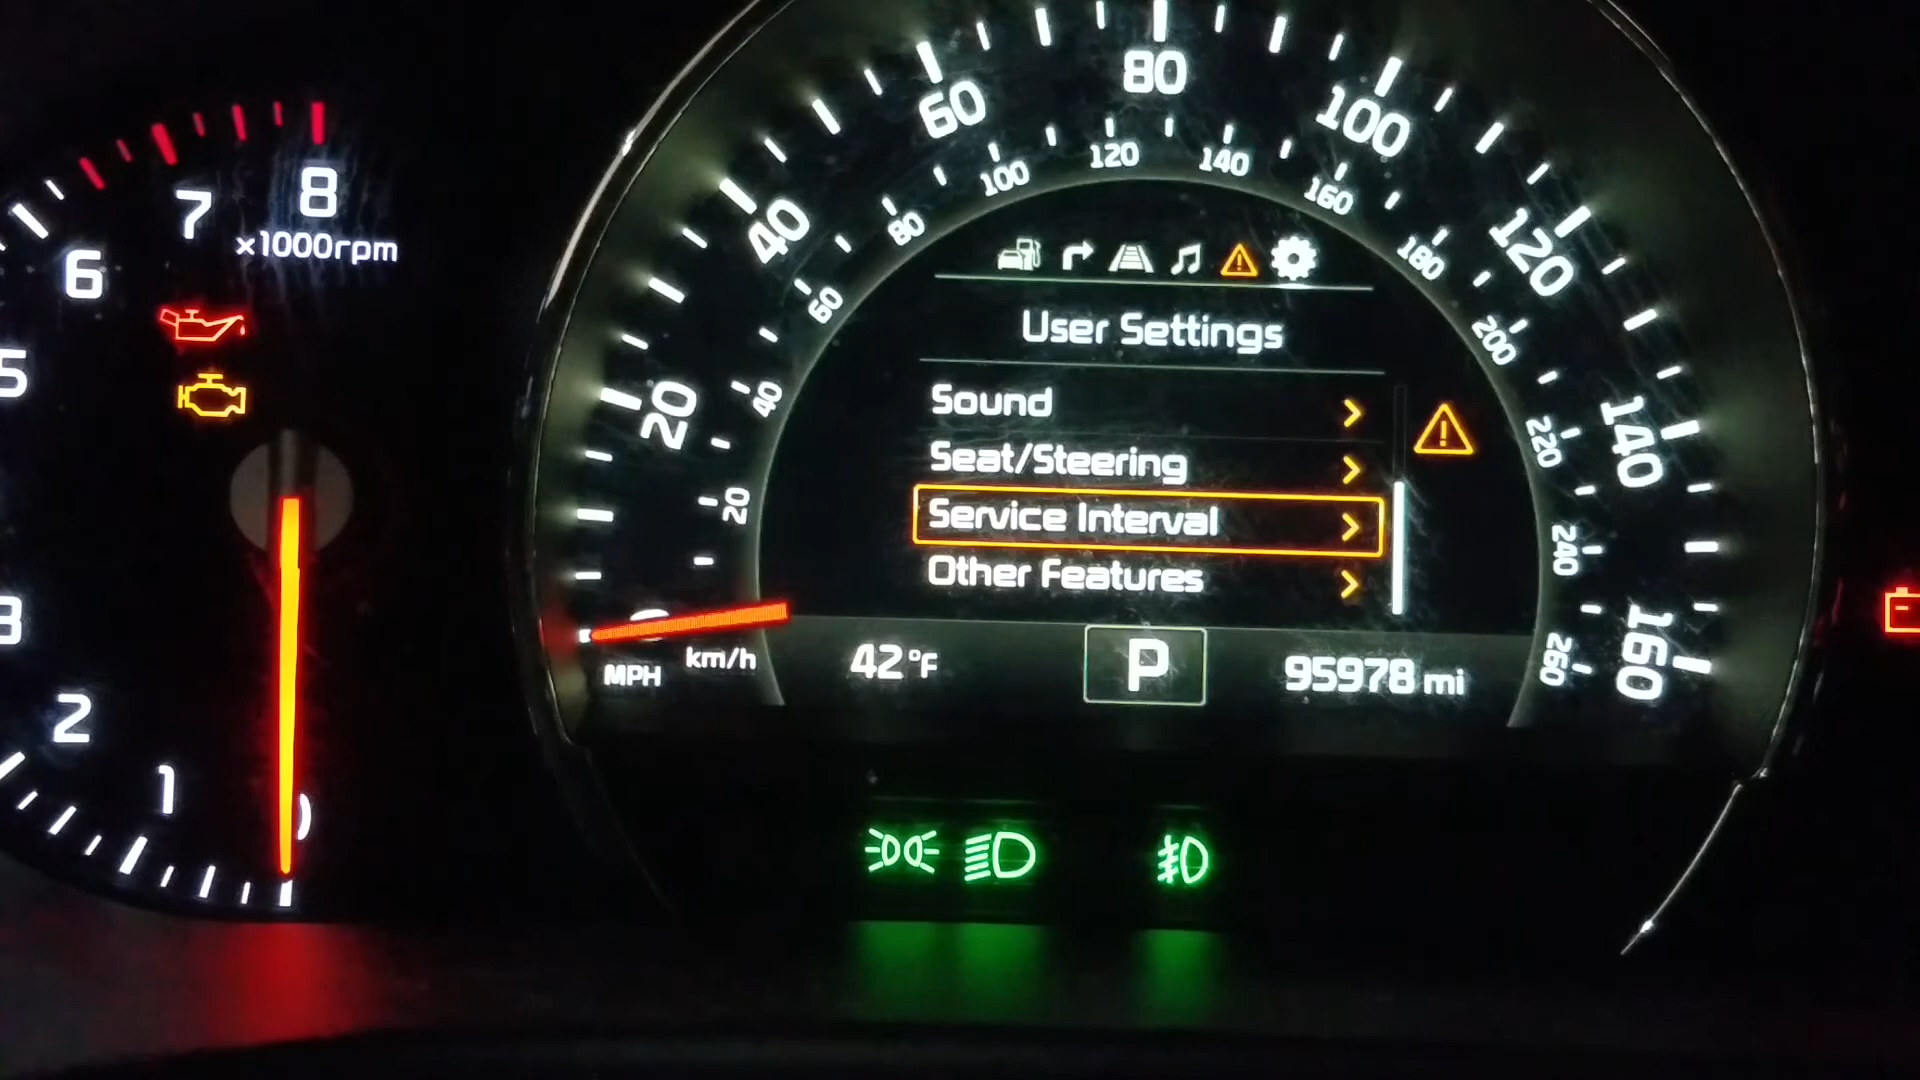 8
7
x1000rpm
6
5
3
2
1
80
60
100
40
120
20
140
160
120
100
140
80
160
60
180
40
200
20
220
240
260
MPH
km/h
User Settings
Sound
Seat/Steering
Service Interval
Other Features
42°F
P
95978 mi